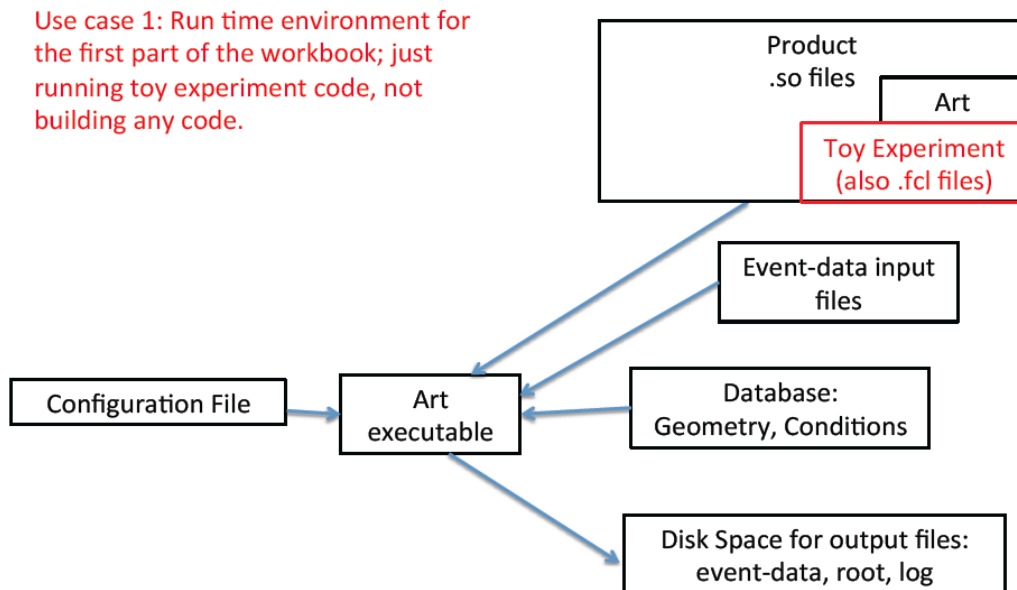 Use case 1: Run time environment for
the first part of the workbook; just
running toy experiment code, not
building any code.
Product
.so files
Art
Toy Experiment
(also .fcl files)
Event-data input
files
Configuration File
Art
executable
Database:
Geometry, Conditions
Disk Space for output files:
event-data, root, log